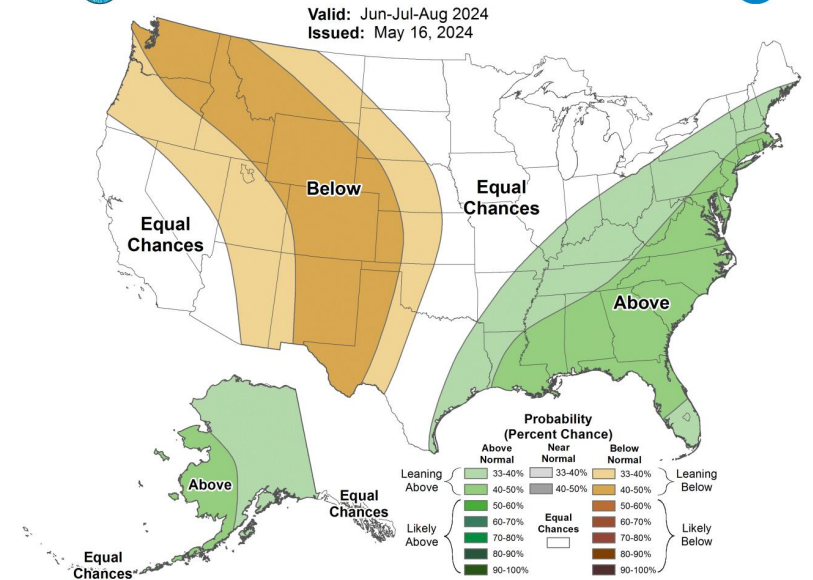 Valid: Jun-Jul-Aug 2024
Issued: May 16, 2024
Below
Equal
Chances
Equal
Chances
Above
Above
Equal
Chances
Equal
Chances
Probability
(Percent Chance)
Above
Normal
Near
Normal
Below
Normal
Leaning
Above
33-40%
40-50%
50-60%
60-70%
70-80%
80-90%
90-100%
Likely
Above
33-40%
40-50%
Equal
Chances
33-40%
40-50%
50-60%
60-70%
70-80%
80-90%
90-100%
Leaning
Below
Likely
Below